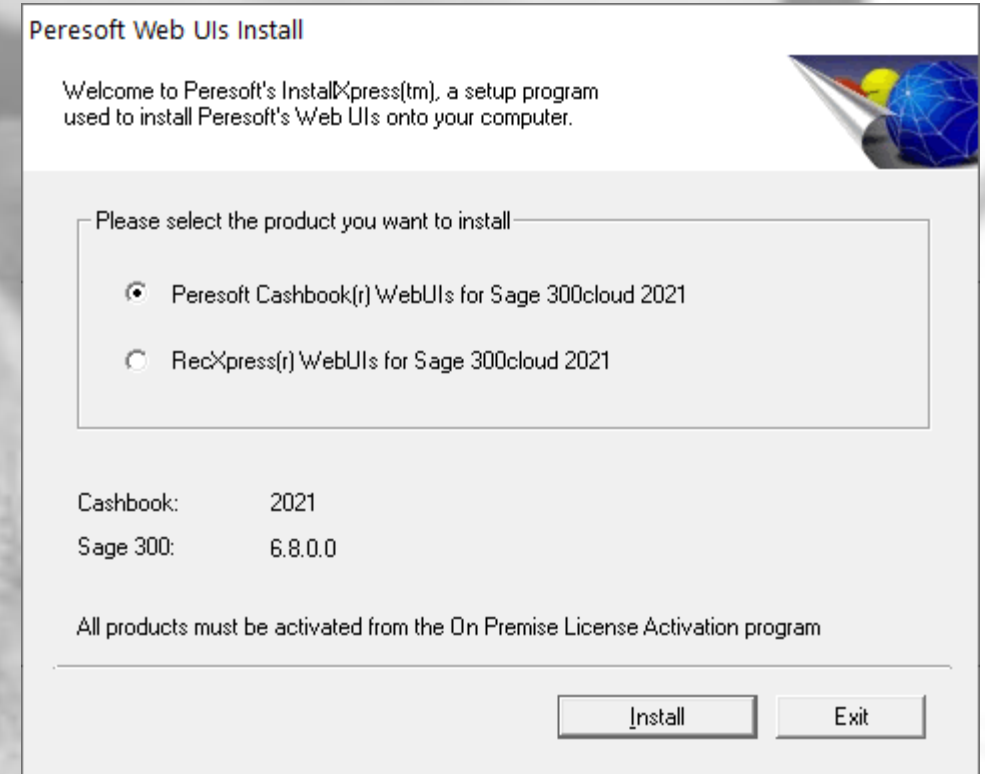 Peresoft Web UIs Install
Welcome to Peresoft's InstallXpress(tm), a setup program
used to install Peresoft's Web UIs onto your computer.
Please select the product you want to install
Peresoft Cashbook(r) WebUIs for Sage 300cloud 2021
RecXpress(r) WebUIs for Sage 300cloud 2021
Cashbook: 2021
Sage 300: 6.8.0.0
All products must be activated from the On Premise License Activation program
Install Exit